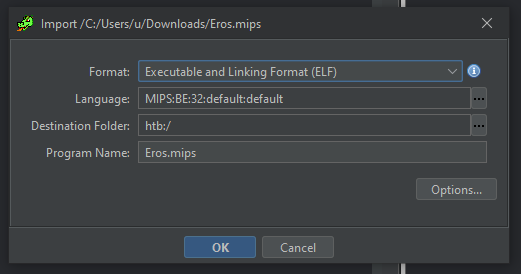 Import /C:/Users/u/Downloads/Eros.mips
Format: Executable and Linking Format (ELF)
Language: MIPS:BE:32:default:default ...
Destination Folder: htb:/ ...
Program Name: Eros.mips
Options...
OK Cancel